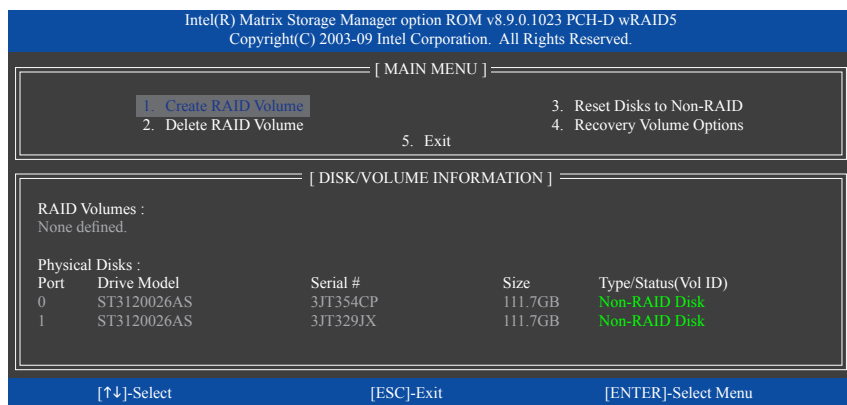 Intel(R) Matrix Storage Manager option ROM v8.9.0.1023 PCH-D wRAID5
Copyright(C) 2003-09 Intel Corporation. All Rights Reserved.
[ MAIN MENU ]
1. Create RAID Volume 3. Reset Disks to Non-RAID
2. Delete RAID Volume 4. Recovery Volume Options
5. Exit
[ DISK/VOLUME INFORMATION ]
RAID Volumes :
None defined.
Physical Disks :
Port Drive Model Serial # Size Type/Status(Vol ID)
0 ST3120026AS 3JT354CP 111.7GB Non-RAID Disk
1 ST3120026AS 3JT329JX 111.7GB Non-RAID Disk
[↑↓]-Select [ESC]-Exit [ENTER]-Select Menu